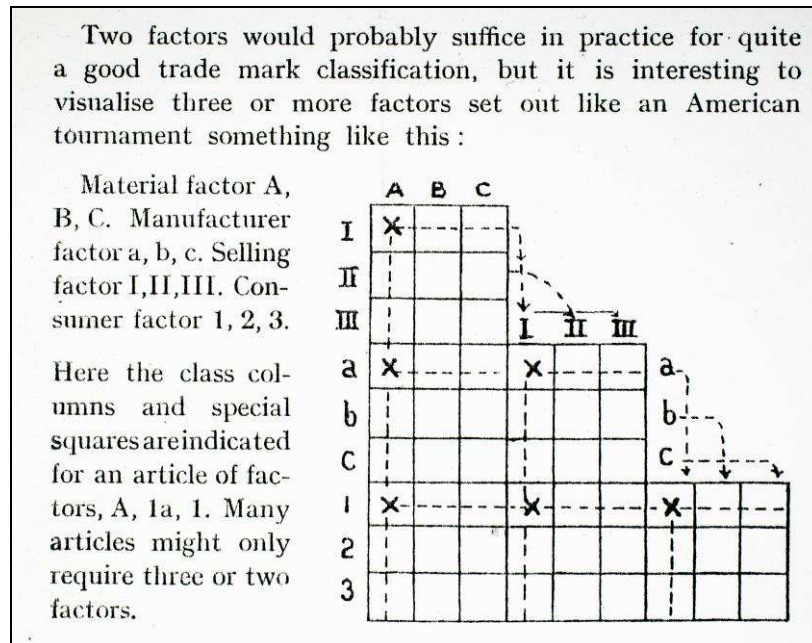 Two factors would probably suffice in practice for quite
a good trade mark classification, but it is interesting to
visualise three or more factors set out like an American
tournament something like this :
Material factor A,
B, C. Manufacturer
factor a, b, c. Selling
factor I,II,III. Con-
sumer factor 1, 2, 3.
Here the class col-
umns and special
squares are indicated
for an article of fac-
tors, A, 1a, 1. Many
articles might only
require three or two
factors.
A B C
I
II
III
I II III
a
b
c
a
b
c
1
2
3